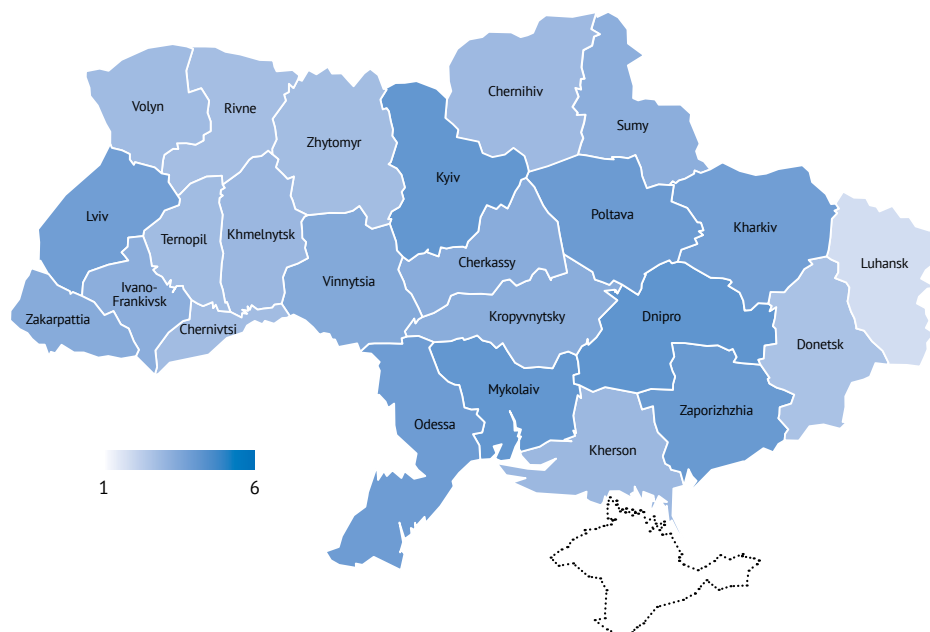 Chernihiv
Volyn
Rivne
Sumy
Zhytomyr
Kyiv
Lviv
Poltava
Kharkiv
Ternopil
Khmelnytsk
Cherkassy
Luhansk
Vinnytsia
Ivano-
Frankivsk
Zakarpattia
Chernivtsi
Kropyvnytsky
Dnipro
Donetsk
Mykolaiv
Zaporizhzhia
Odessa
Kherson
1
6